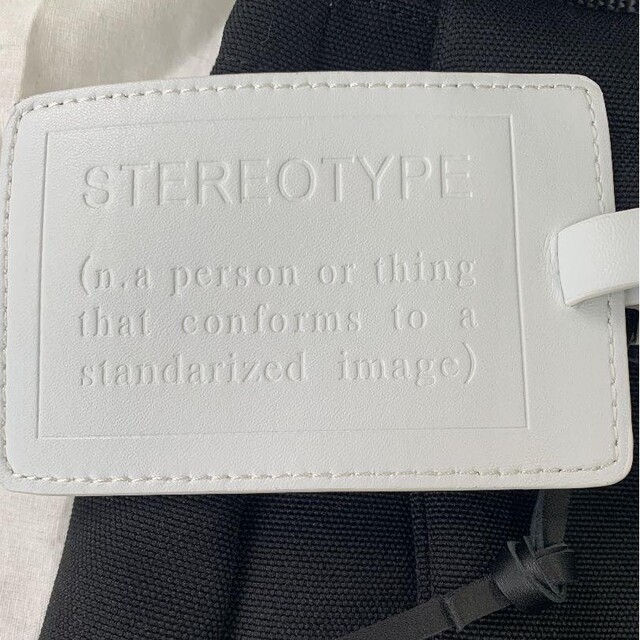 STEREOTYPE
(n.a person or thing
that conforms to a
standarized image)